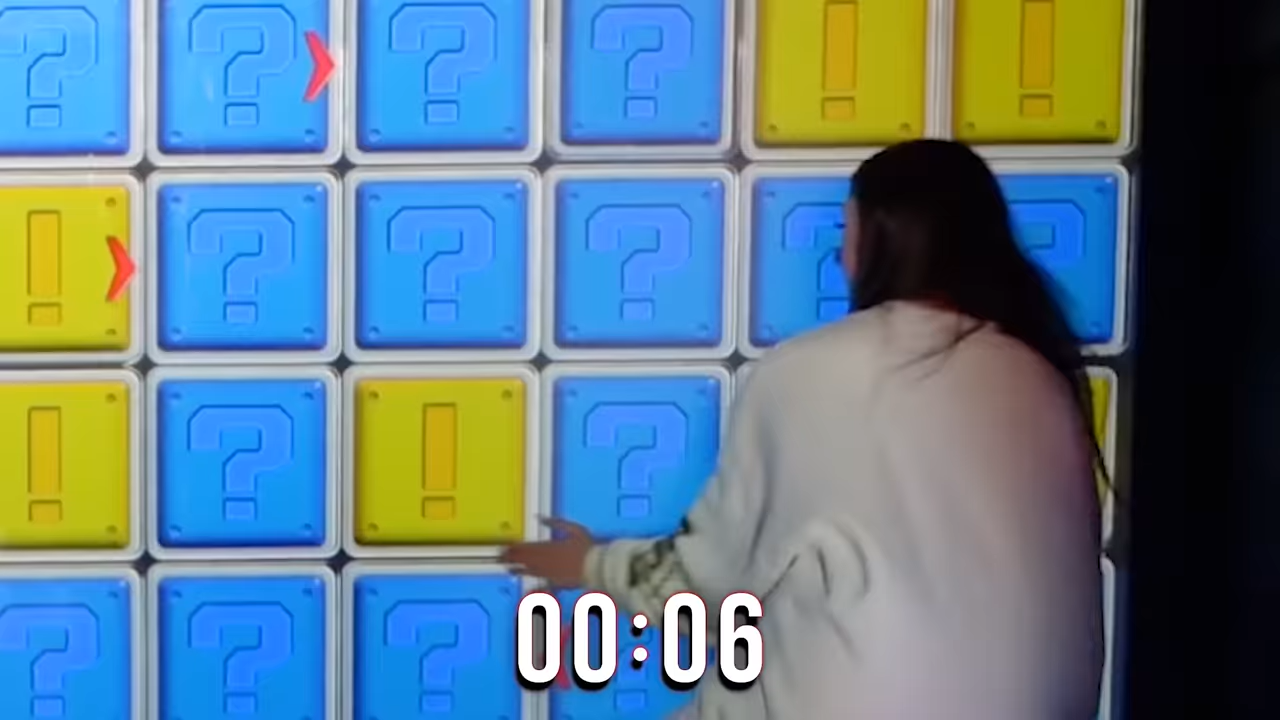 ? ? ? ? ! !
! ? ? ? ? ?
! ? ! ?
? ? ? ?
00:06